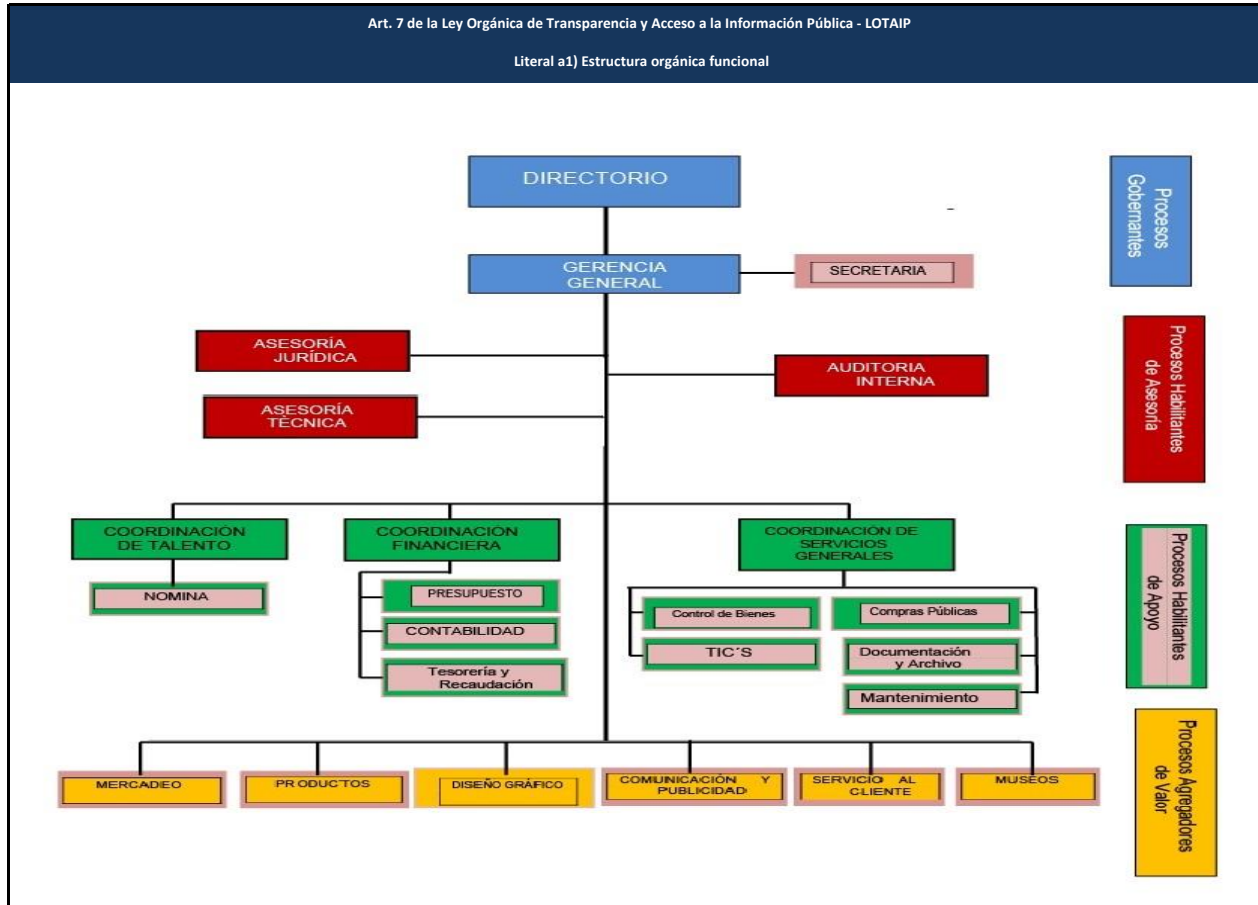 Art. 7 de la Ley Orgánica de Transparencia y Acceso a la Información Pública - LOTAIP
Literal a1) Estructura orgánica funcional
DIRECTORIO
Procesos
Gobernantes
GERENCIA
GENERAL
SECRETARIA
ASESORÍA
JURÍDICA
AUDITORIA
INTERNA
ASESORÍA
TÈCNICA
Procesos Habilitantes
de Asesoría
COORDINACIÓN
DE TALENTO
COORDINACIÓN
FINANCIERA
COORDINACIÓN DE
SERVICIOS
GENERALES
Procesos Habilitantes
de Apoyo
NOMINA
PRESUPUESTO
CONTABILIDAD
Tesorería y
Recaudación
Control de Bienes
TIC´S
Compras Públicas
Documentación
y Archivo
Mantenimiento
MERCADEO
PRODUCTOS
DISEÑO GRÁFICO
COMUNICACIÓN Y
PUBLICIDAD
SERVICIO AL
CLIENTE
MUSEOS
Procesos Agregadores
de Valor